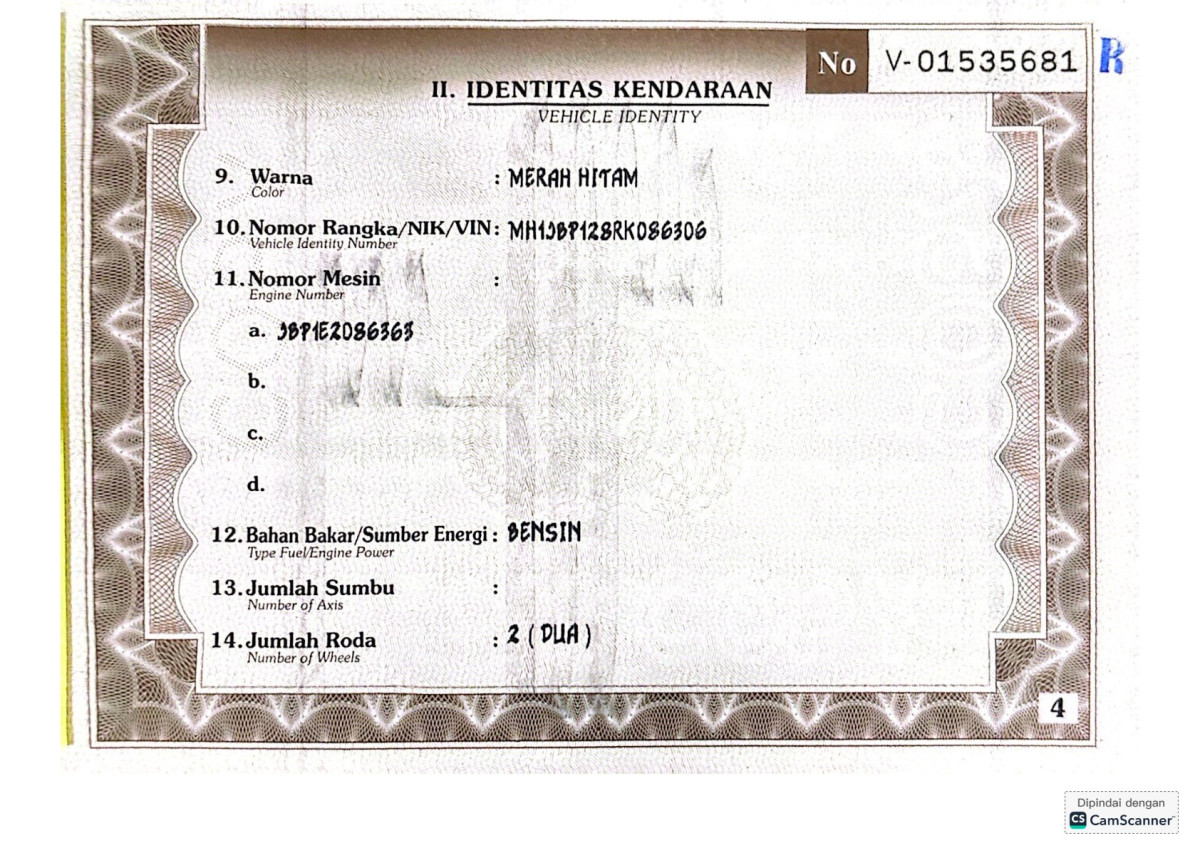 No V-01535681 R
II. IDENTITAS KENDARAAN
VEHICLE IDENTITY
9. Warna : MERAH HITAM
Color
10. Nomor Rangka/NIK/VIN : MH1JBP128RK086306
Vehicle Identity Number
11. Nomor Mesin :
Engine Number
a. JBP1E2086363
b.
c.
d.
12. Bahan Bakar/Sumber Energi : BENSIN
Type Fuel/Engine Power
13. Jumlah Sumbu :
Number of Axis
14. Jumlah Roda : 2 ( DUA )
Number of Wheels
4
Dipindai dengan
CS CamScanner